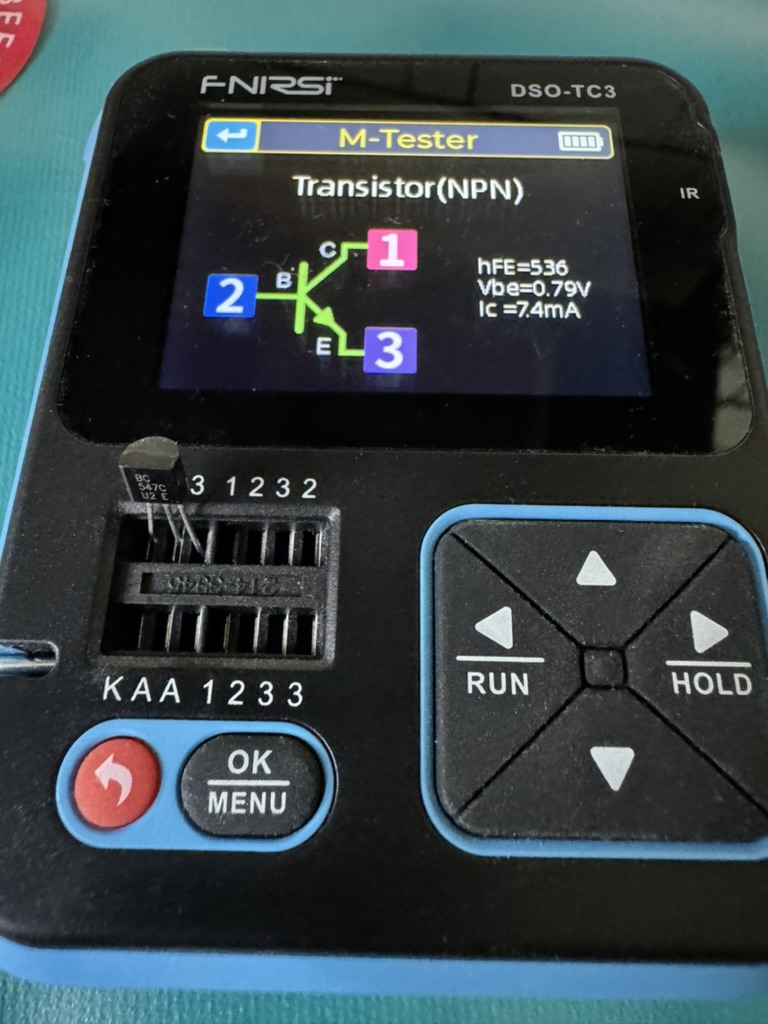 FNIRSI
DSO-TC3
M-Tester
IR
Transistor(NPN)
C 1
2 B
E 3
hFE=536
Vbe=0.79V
Ic =7.4mA
BC
547C
U2 E
3 1 2 3 2
KAA 1 2 3 3
RUN
HOLD
OK
MENU